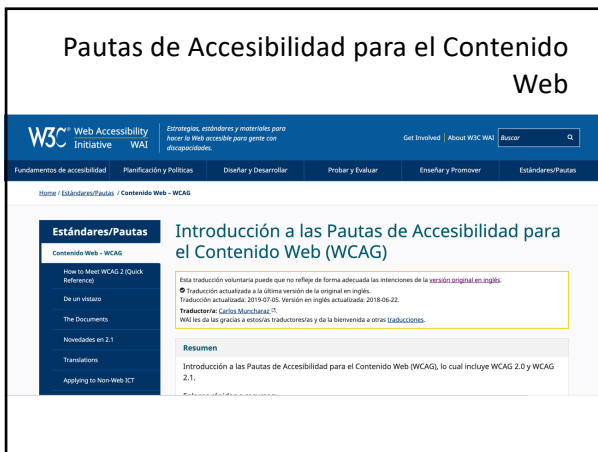 Pautas de Accesibilidad para el Contenido
Web
W3C® Web Accessibility
Initiative WAI
Estrategias, estándares y materiales para
hacer la Web accesible para gente con
discapacidades.
Get Involved | About W3C WAI
Buscar
Fundamentos de accesibilidad
Planificación y Políticas
Diseñar y Desarrollar
Probar y Evaluar
Enseñar y Promover
Estándares/Pautas
Home / Estándares/Pautas / Contenido Web – WCAG
Estándares/Pautas
Contenido Web – WCAG
How to Meet WCAG 2 (Quick
Reference)
De un vistazo
The Documents
Novedades en 2.1
Translations
Applying to Non-Web ICT
Introducción a las Pautas de Accesibilidad para
el Contenido Web (WCAG)
Esta traducción voluntaria puede que no refleje de forma adecuada las intenciones de la versión original en inglés.
Traducción actualizada a la última versión de la original en inglés.
Traducción actualizada: 2019-07-05. Versión en inglés actualizada: 2018-06-22.
Traductor/a: Carlos Muncharaz.
WAI les da las gracias a estos/as traductores/as y da la bienvenida a otras traducciones.
Resumen
Introducción a las Pautas de Accesibilidad para el Contenido Web (WCAG), lo cual incluye WCAG 2.0 y WCAG
2.1.